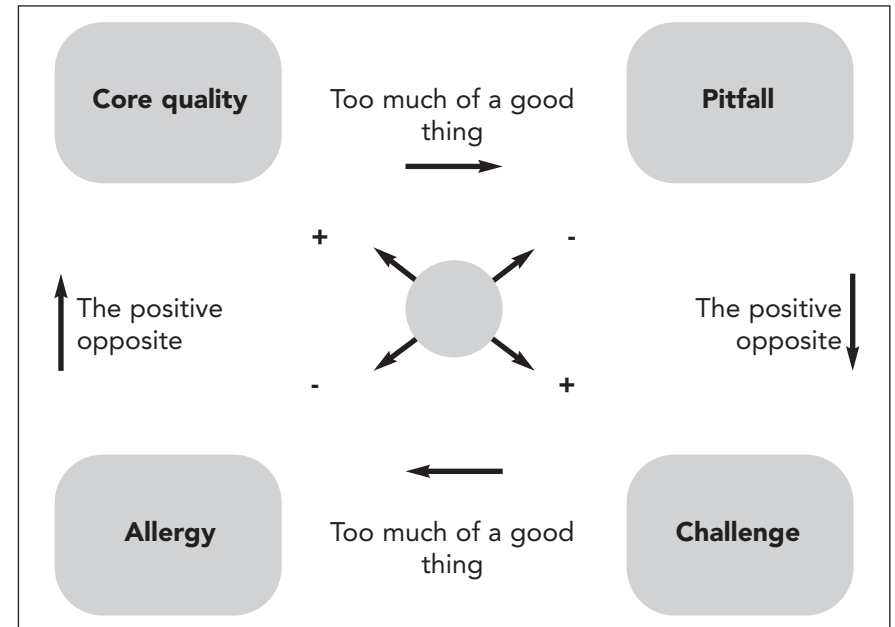 Core quality
Too much of a good
thing
Pitfall
+
-
The positive
opposite
The positive
opposite
-
+
Allergy
Too much of a good
thing
Challenge